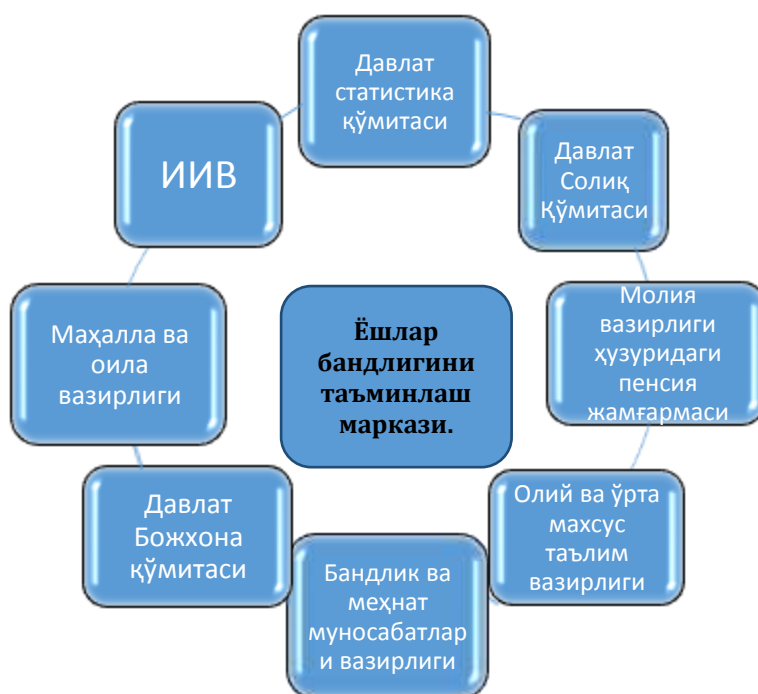 Давлат
статистика
қўмитаси
Давлат
Солиқ
Қўмитаси
Молия
вазирлиги
ҳузуридаги
пенсия
жамғармаси
Олий ва ўрта
махсус
таълим
вазирлиги
Бандлик ва
меҳнат
муносабатлар
и вазирлиги
Давлат
Божхона
қўмитаси
Маҳалла ва
оила
вазирлиги
ИИВ
Ёшлар
бандлигини
таъминлаш
маркази.